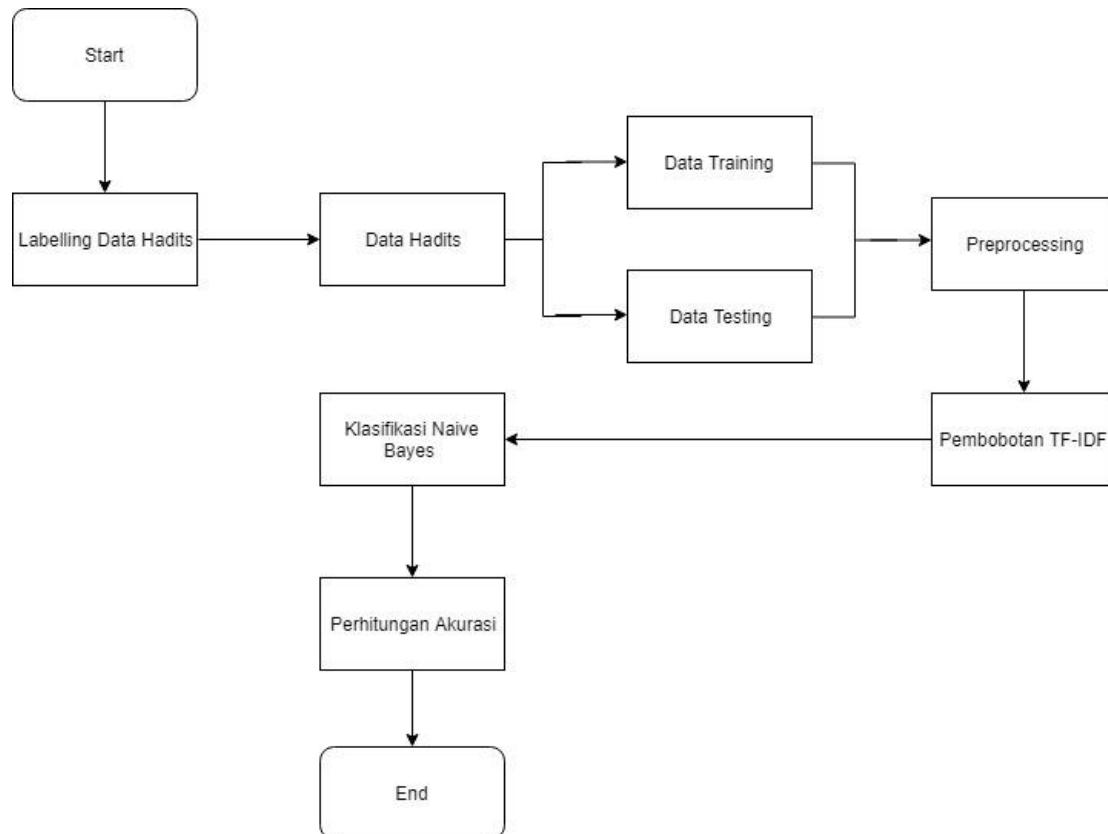 Start
Labelling Data Hadits
Data Hadits
Data Training
Data Testing
Preprocessing
Pembobotan TF-IDF
Klasifikasi Naive
Bayes
Perhitungan Akurasi
End